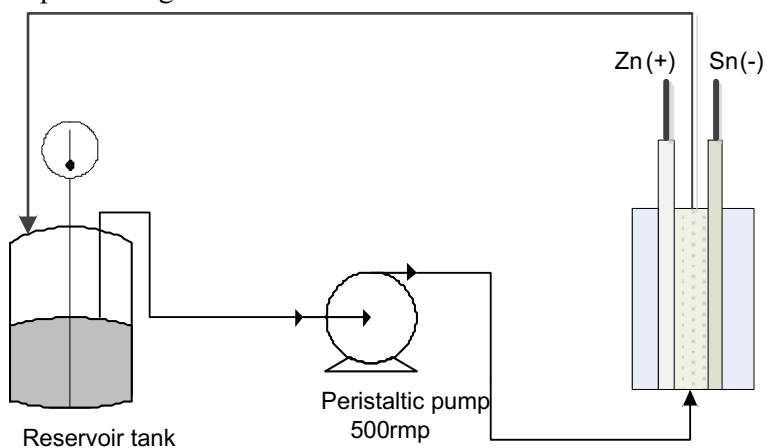 Zn (+) Sn (-)
Peristaltic pump
500rmp
Reservoir tank